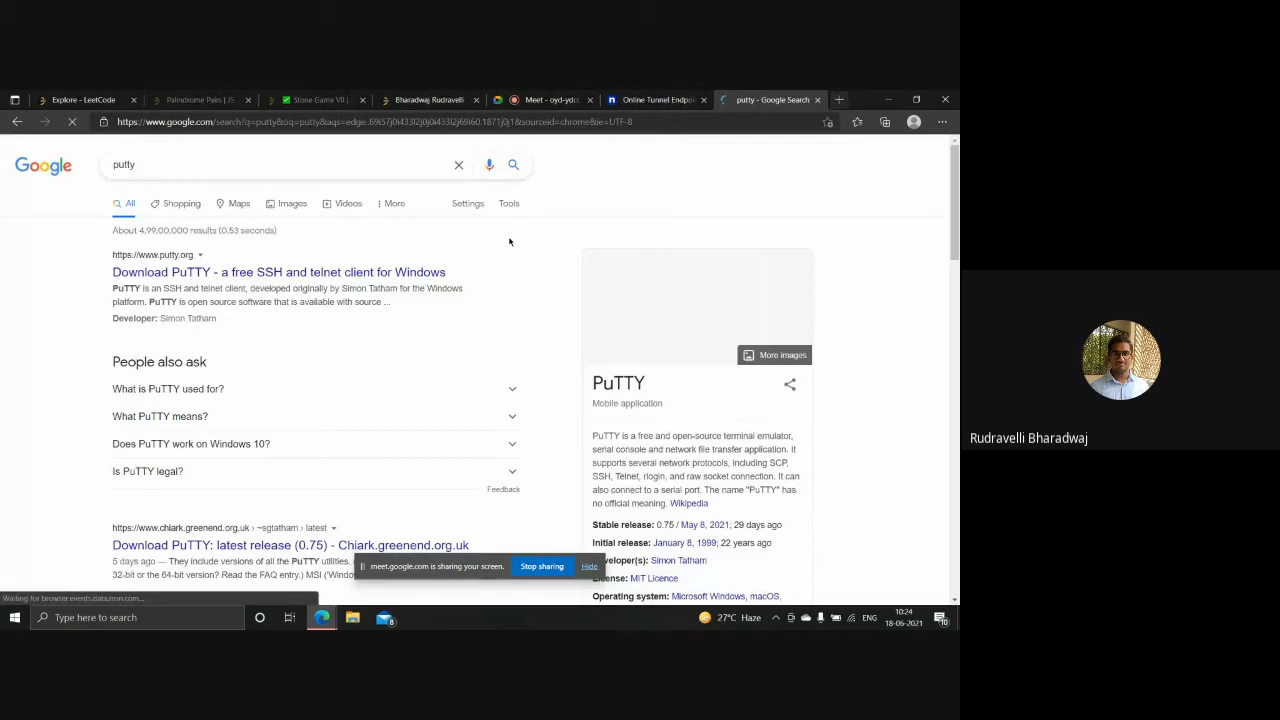 Explore - LeetCode
Palindrome Pairs | JS
Stone Game VII |
Bharadwaj Rudravelli
Meet - oyd-ydcc
Online Tunnel Endpo
putty - Google Search
https://www.google.com/search?q=putty&oq=putty&aqs=edge..69i57j0i433l2j0j0i433l2j69i60.1871j0j1&sourceid=chrome&ie=UTF-8
Google
putty
All
Shopping
Maps
Images
Videos
More
Settings
Tools
About 4,99,00,000 results (0.53 seconds)
https://www.putty.org
Download PuTTY - a free SSH and telnet client for Windows
PuTTY is an SSH and telnet client, developed originally by Simon Tatham for the Windows
platform. PuTTY is open source software that is available with source ...
Developer: Simon Tatham
People also ask
What is PuTTY used for?
What PuTTY means?
Does PuTTY work on Windows 10?
Is PuTTY legal?
Feedback
https://www.chiark.greenend.org.uk › ~sgtatham › latest
Download PuTTY: latest release (0.75) - Chiark.greenend.org.uk
5 days ago — They include versions of all the PuTTY utilities.
32-bit or the 64-bit version? Read the FAQ entry.) MSI ('Windo
More images
PuTTY
Mobile application
PuTTY is a free and open-source terminal emulator,
serial console and network file transfer application. It
supports several network protocols, including SCP,
SSH, Telnet, rlogin, and raw socket connection. It can
also connect to a serial port. The name "PuTTY" has
no official meaning. Wikipedia
Stable release: 0.75 / May 8, 2021; 29 days ago
Initial release: January 8, 1999; 22 years ago
eveloper(s): Simon Tatham
License: MIT Licence
Operating system: Microsoft Windows, macOS,
meet.google.com is sharing your screen.
Stop sharing
Hide
Waiting for browser.events.data.msn.com...
Type here to search
8
27°C Haze
ENG
10:24
18-06-2021
10
Rudravelli Bharadwaj